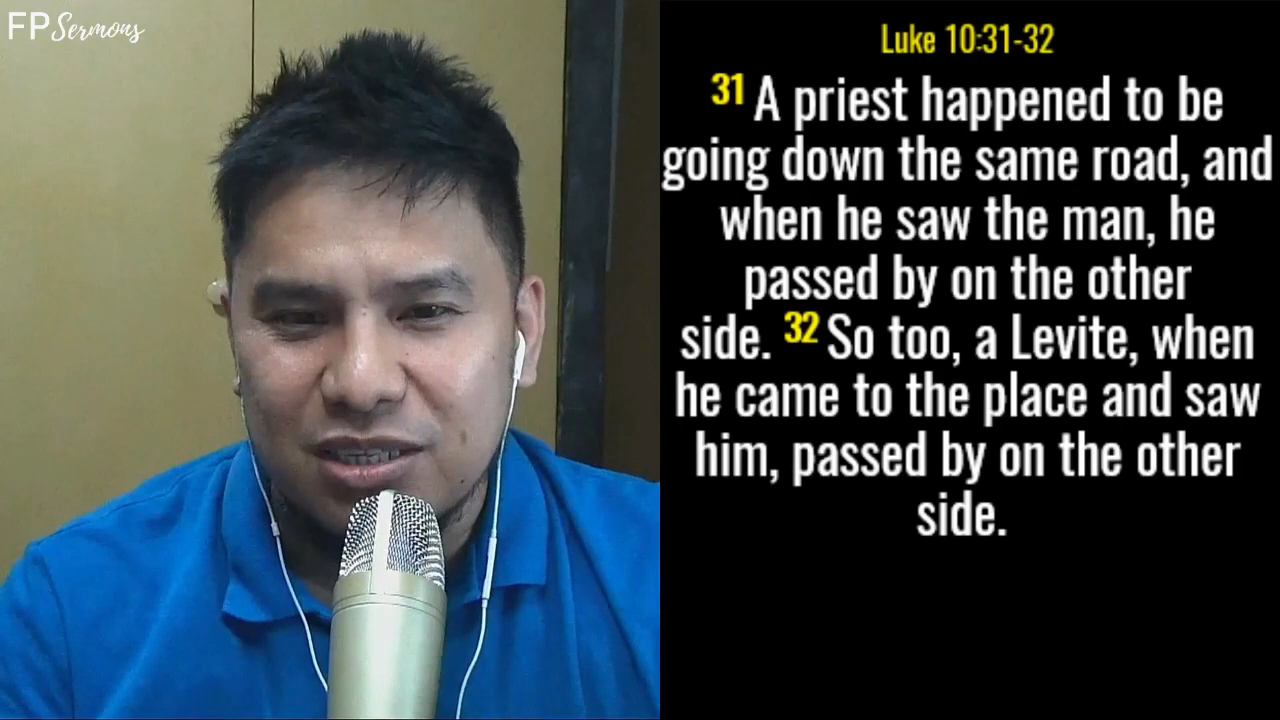 FP Sermons
Luke 10:31-32
31 A priest happened to be
going down the same road, and
when he saw the man, he
passed by on the other
side. 32 So too, a Levite, when
he came to the place and saw
him, passed by on the other
side.